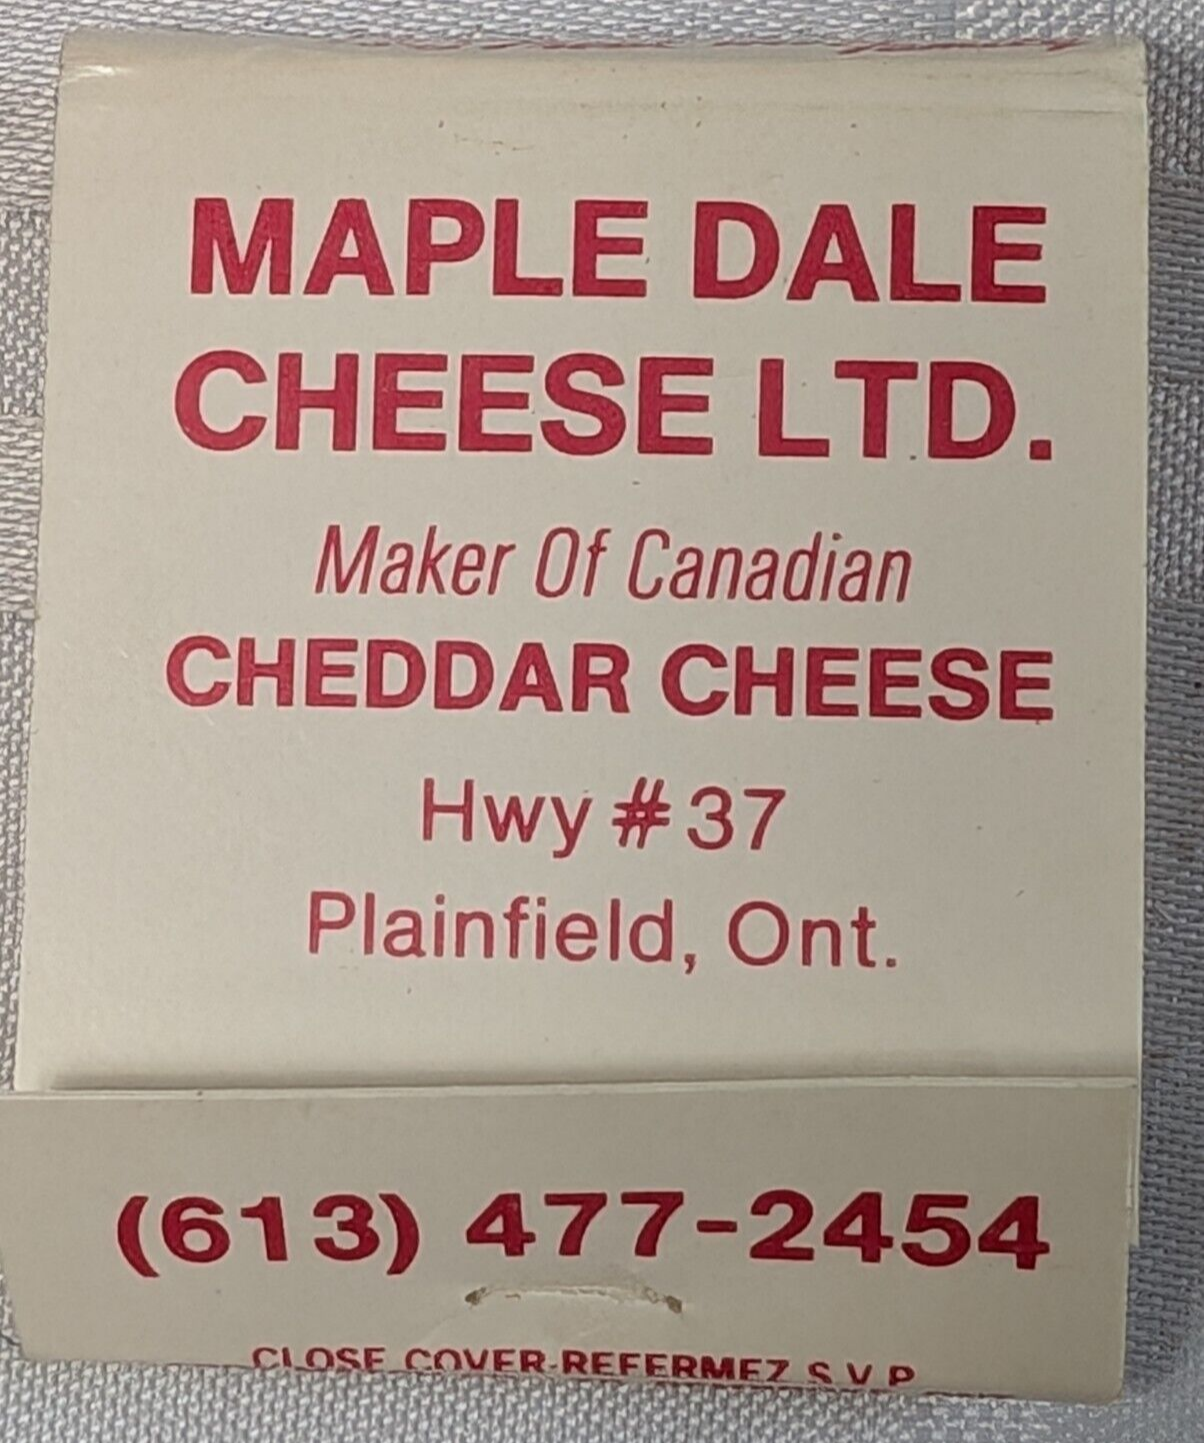 MAPLE DALE
CHEESE LTD.
Maker Of Canadian
CHEDDAR CHEESE
Hwy # 37
Plainfield, Ont.
(613) 477-2454
CLOSE COVER-REFERMEZ S.V.P.